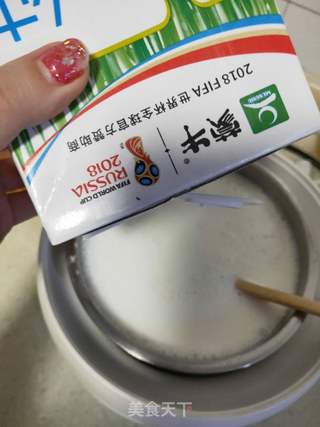 2018 FIFA 世界杯全球官方赞助商
蒙牛
MENGNIU
FIFA WORLD CUP
RUSSIA
2018
美食天下